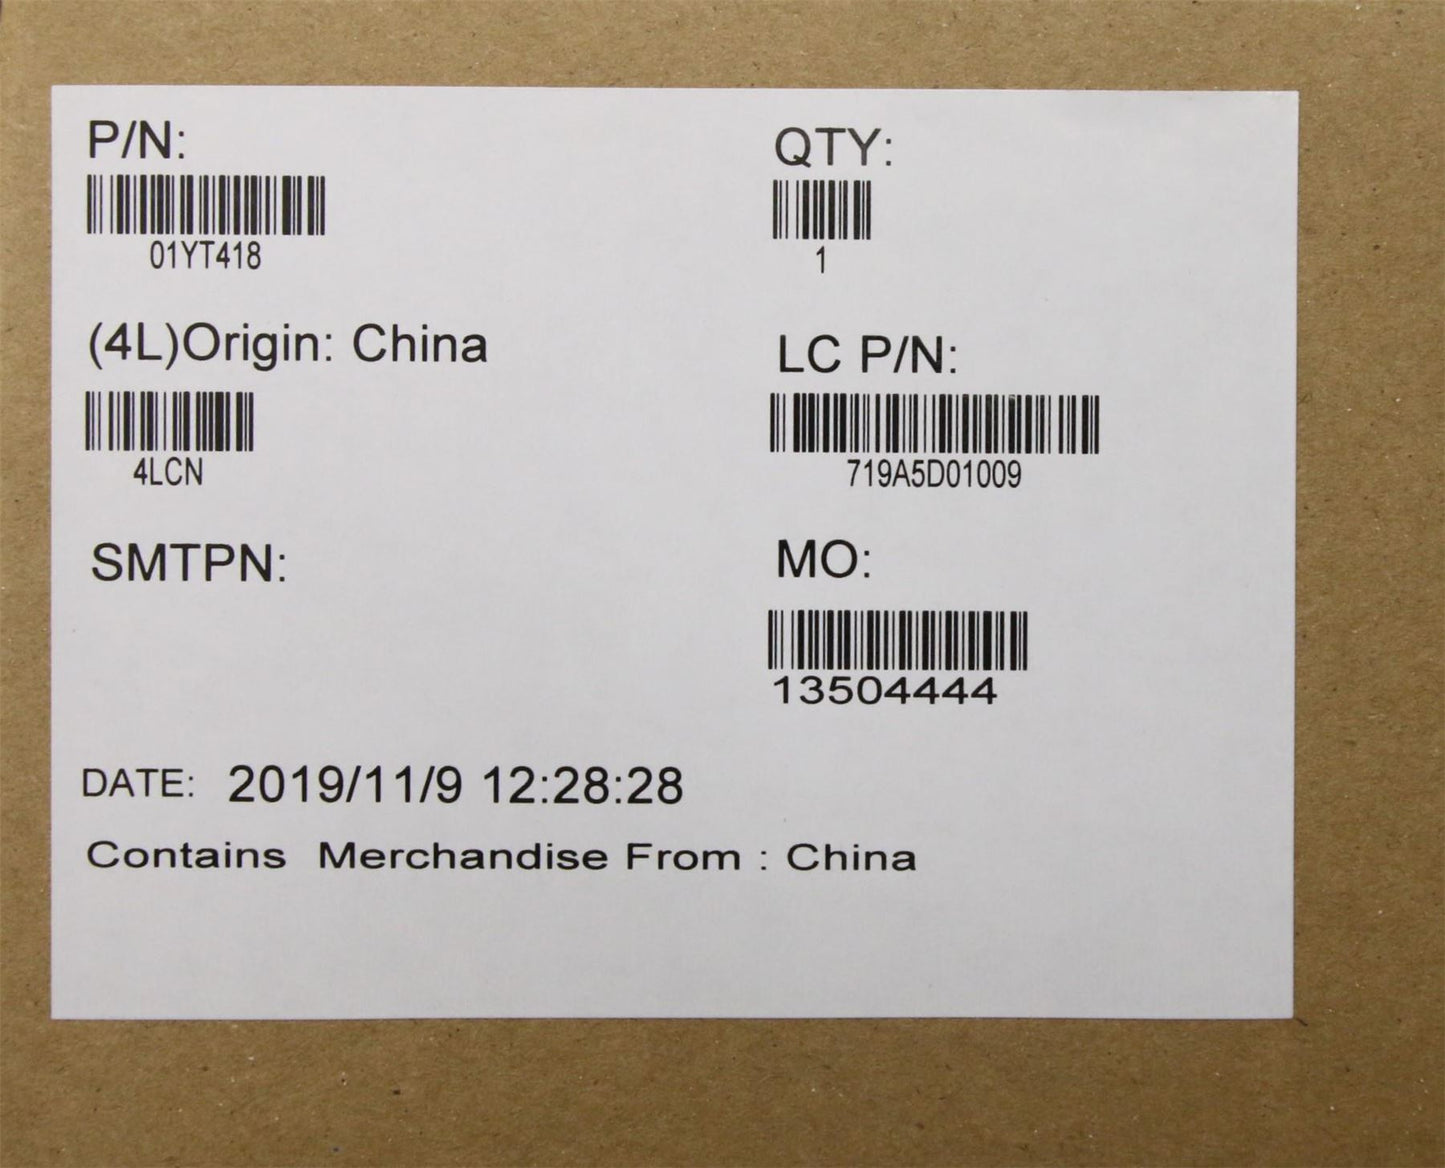 P/N:
01YT418
QTY:
1
(4L)Origin: China
4LCN
LC P/N:
719A5D01009
SMTPN:
MO:
13504444
DATE: 2019/11/9 12:28:28
Contains Merchandise From : China